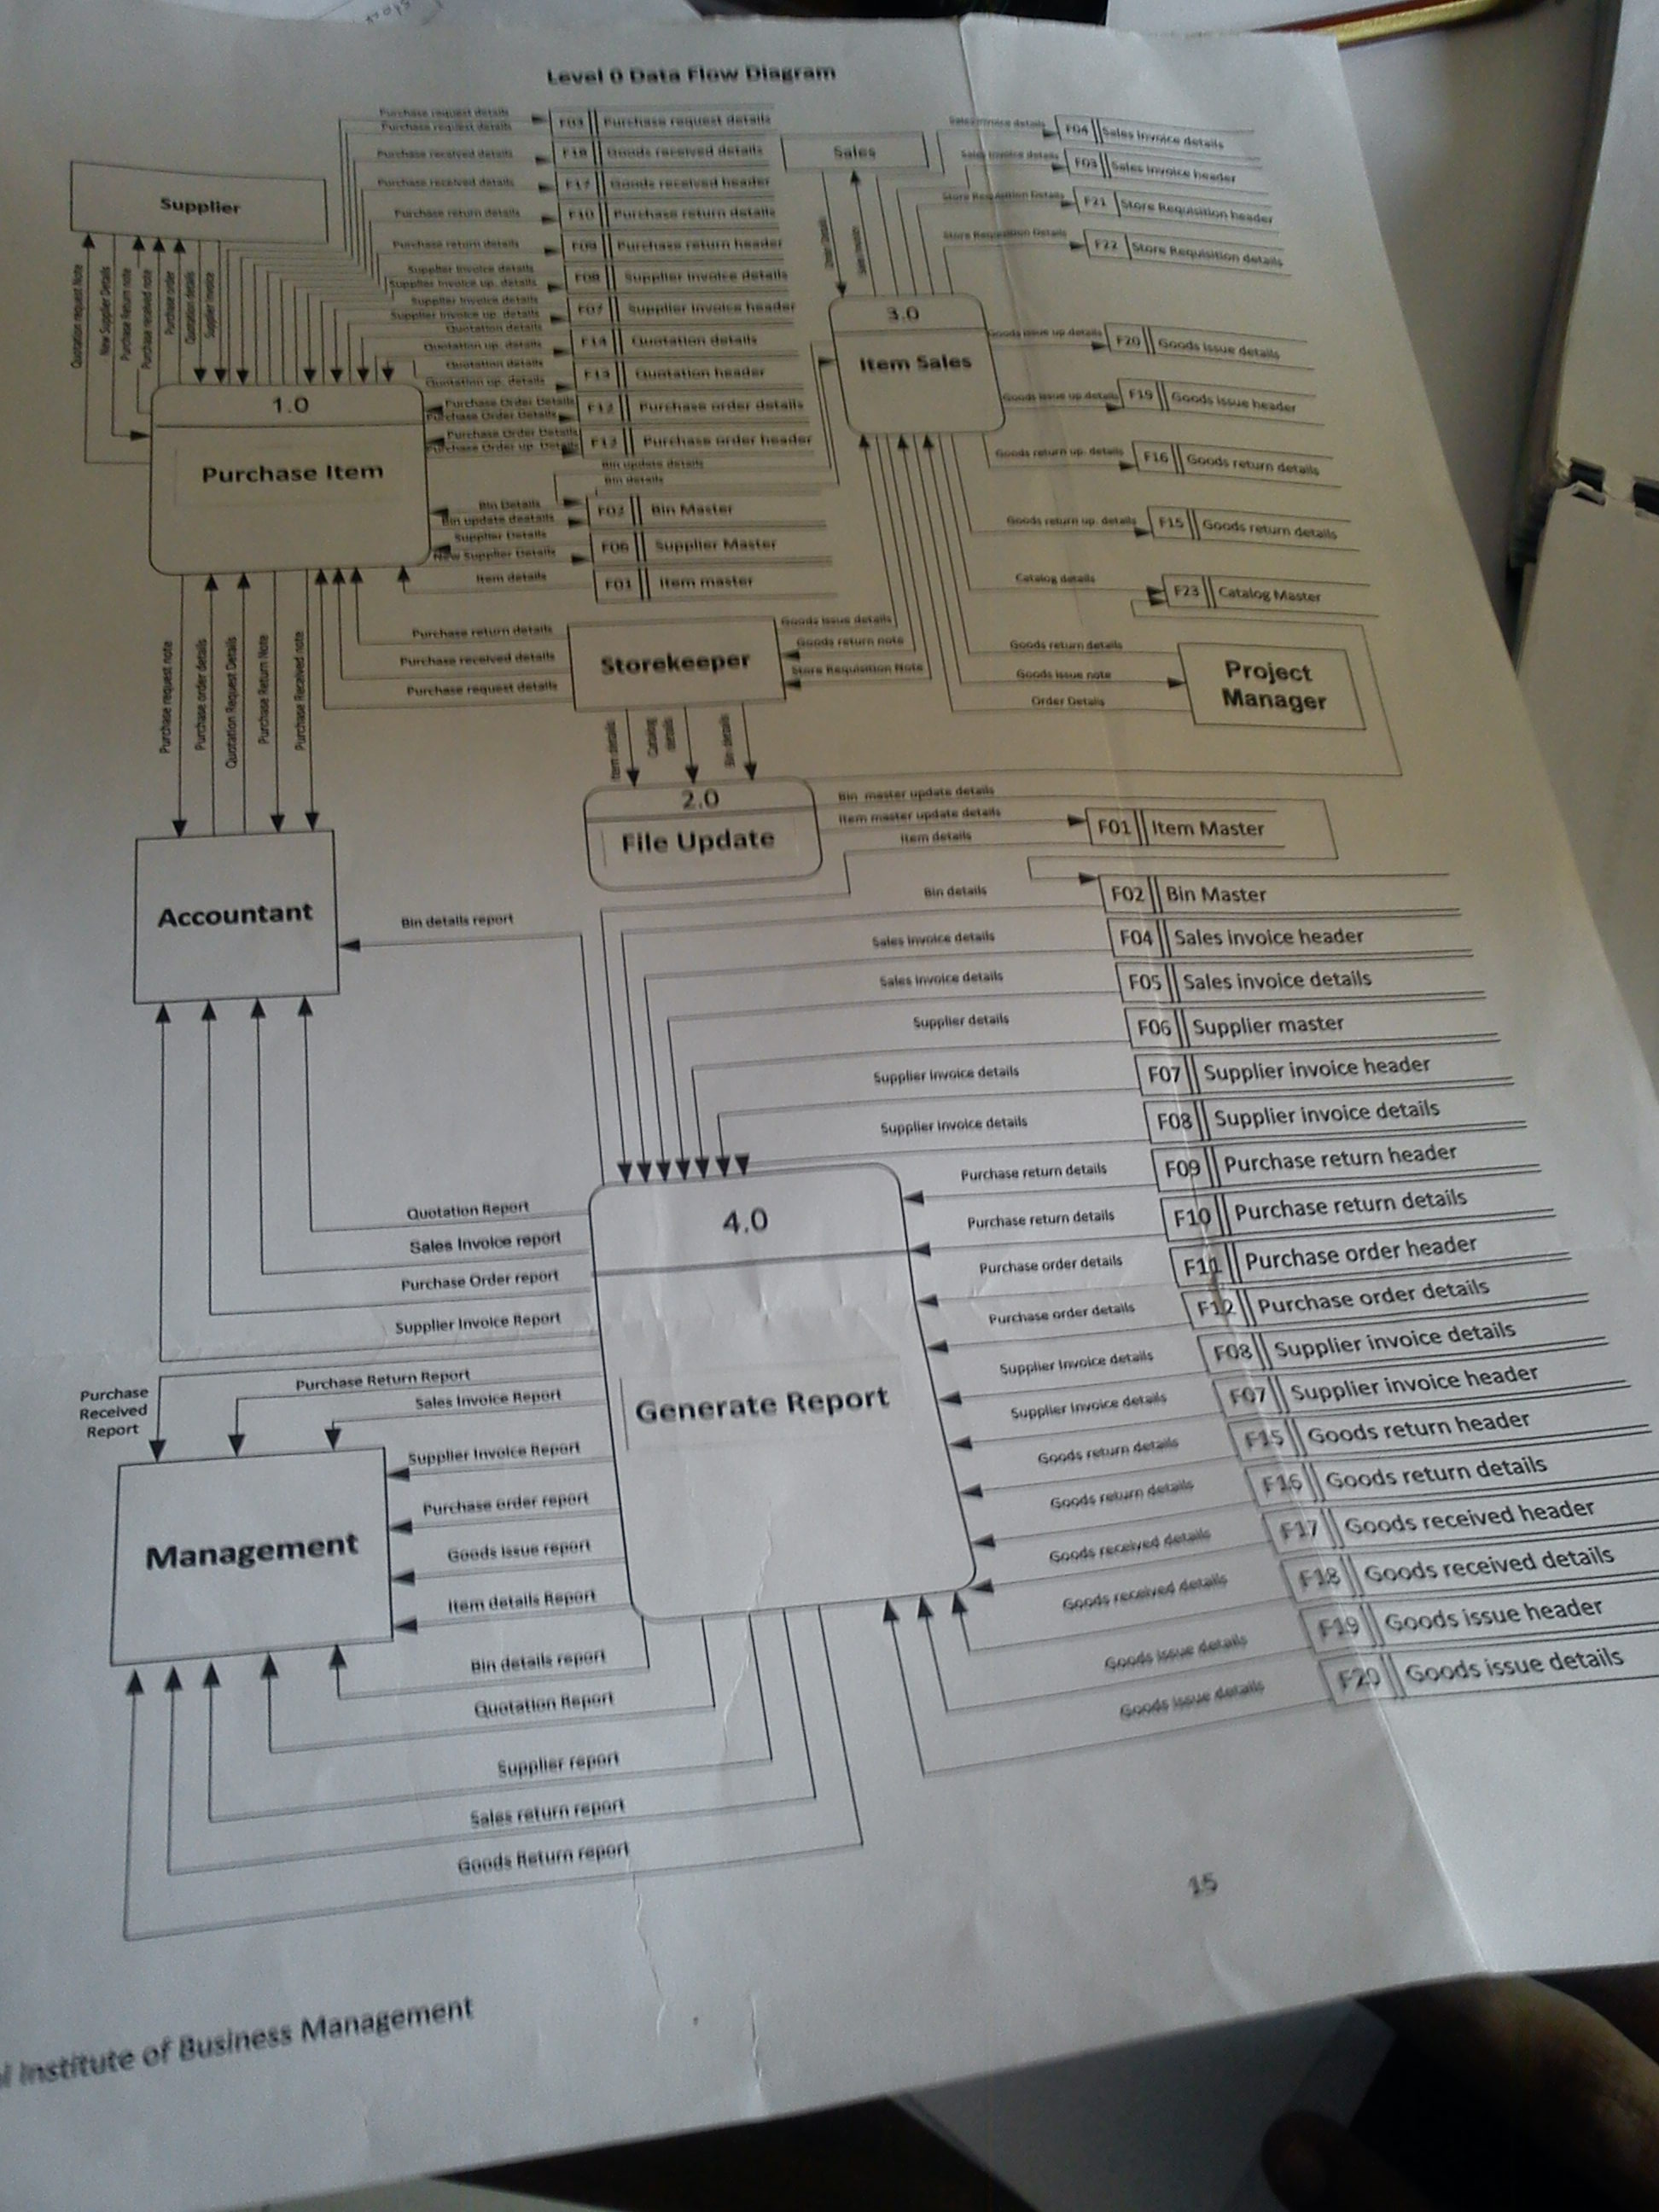 Level 0 Data Flow Diagram
Supplier
Quotation request Note
New Supplier Details
Purchase Return note
Purchase received note
Purchase order
Quotation details
Supplier Invoice
Purchase request details
Purchase request details
Purchase received details
Purchase received details
Purchase return details
Purchase return details
Supplier Invoice details
Supplier Invoice up. details
Supplier Invoice details
Supplier Invoice up. details
Quotation details
Quotation up. details
Quotation details
Quotation up. details
Purchase Order Details
Purchase Order Details
Purchase Order Details
Purchase Order up. Details
Bin update details
Bin details
Bin Details
Bin update deatails
Supplier Details
New Supplier Details
Item details
F03 Purchase request details
F18 Goods received details
F17 Goods received header
F10 Purchase return details
F09 Purchase return header
F08 Supplier invoice details
F07 Supplier invoice header
F14 Quotation details
F13 Quotation header
F12 Purchase order details
F12 Purchase order header
F02 Bin Master
F06 Supplier Master
F01 Item master
1.0
Purchase Item
Sales
Sales invoice details
Sales invoice details
Store Requisition Details
Store Requisition Details
F04 Sales invoice details
F03 Sales invoice header
F21 Store Requisition header
F22 Store Requisition details
3.0
Item Sales
Goods issue up details
Goods issue up details
Goods return up. details
Goods return up. details
Catalog details
F20 Goods issue details
F19 Goods issue header
F16 Goods return details
F15 Goods return details
F23 Catalog Master
Purchase return details
Purchase received details
Purchase request details
Storekeeper
Goods issue details
Goods return note
Store Requisition Note
Goods return details
Goods issue note
Order Details
Project
Manager
Purchase request note
Purchase order details
Quotation Request Details
Purchase Return Note
Purchase Received note
Item details
Catalog
details
Bin details
2.0
File Update
Bin master update details
Item master update details
Item details
F01 Item Master
Accountant
Bin details report
Bin details
F02 Bin Master
Sales invoice details
F04 Sales invoice header
Sales invoice details
F05 Sales invoice details
Supplier details
F06 Supplier master
Supplier Invoice details
F07 Supplier invoice header
Supplier invoice details
F08 Supplier invoice details
Purchase return details
F09 Purchase return header
Purchase return details
F10 Purchase return details
Purchase order details
F11 Purchase order header
Purchase order details
F12 Purchase order details
Supplier Invoice details
F08 Supplier invoice details
Supplier Invoice details
F07 Supplier invoice header
Goods return details
F15 Goods return header
Goods return details
F16 Goods return details
Goods received details
F17 Goods received header
Goods received details
F18 Goods received details
Goods issue details
F19 Goods issue header
Goods issue details
F20 Goods issue details
4.0
Generate Report
Quotation Report
Sales Invoice report
Purchase Order report
Supplier Invoice Report
Purchase
Received
Report
Purchase Return Report
Sales Invoice Report
Supplier Invoice Report
Purchase order report
Goods issue report
Item details Report
Management
Bin details report
Quotation Report
Supplier report
Sales return report
Goods Return report
15
Institute of Business Management